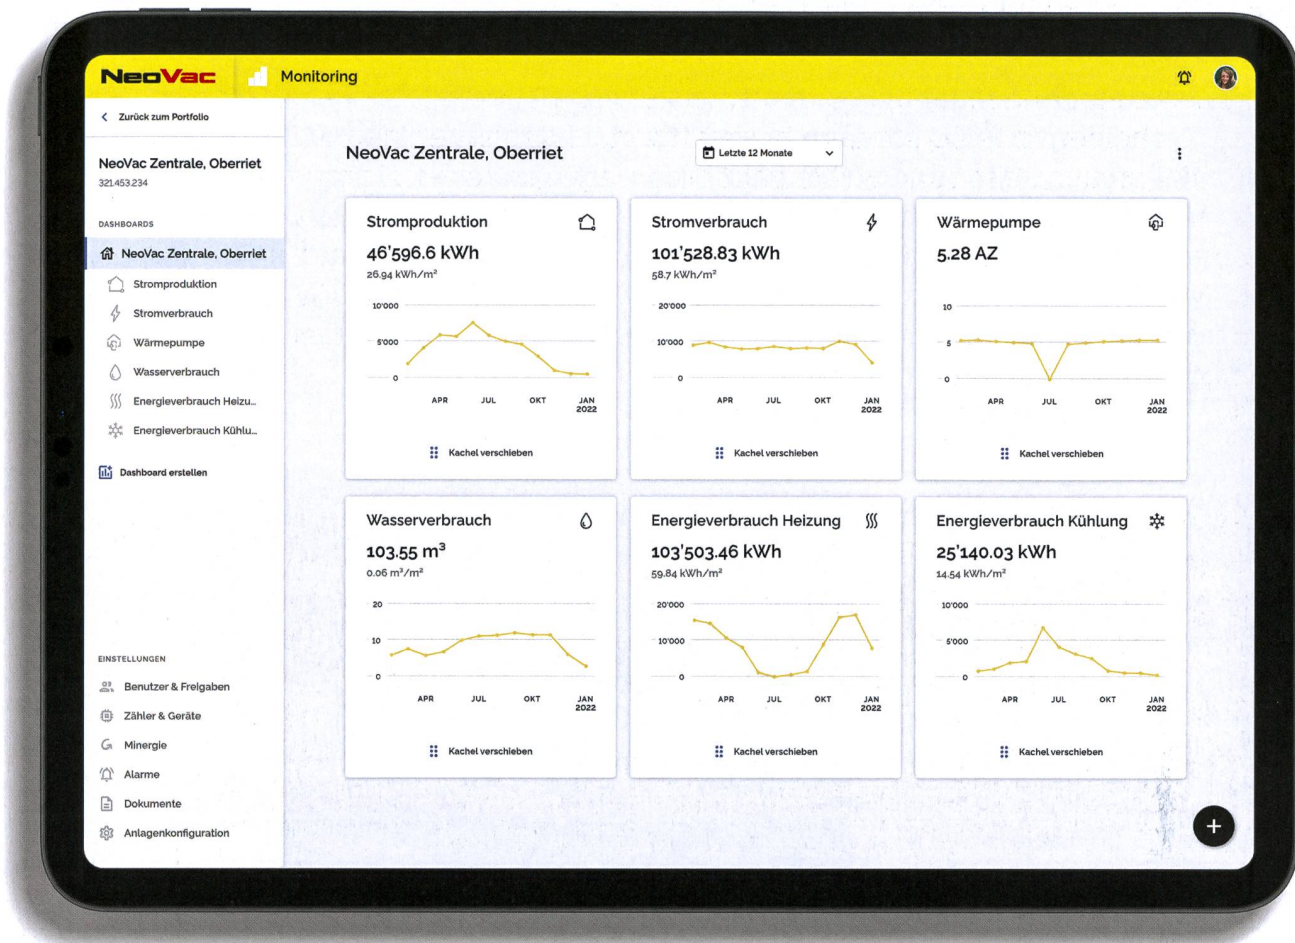 NeoVac
Monitoring
Zurück zum Portfolio
NeoVac Zentrale, Oberriet
321.453.234
DASHBOARDS
NeoVac Zentrale, Oberriet
Stromproduktion
Stromverbrauch
Wärmepumpe
Wasserverbrauch
Energieverbrauch Heizu...
Energieverbrauch Kühlu...
Dashboard erstellen
EINSTELLUNGEN
Benutzer & Freigaben
Zähler & Geräte
Minergie
Alarme
Dokumente
Anlagenkonfiguration
NeoVac Zentrale, Oberriet
Letzte 12 Monate
Stromproduktion
46'596.6 kWh
26.94 kWh/m²
10'000
5'000
0
APR JUL OKT JAN
2022
Kachel verschieben
Stromverbrauch
101'528.83 kWh
58.7 kWh/m²
20'000
10'000
0
APR JUL OKT JAN
2022
Kachel verschieben
Wärmepumpe
5.28 AZ
10
5
0
APR JUL OKT JAN
2022
Kachel verschieben
Wasserverbrauch
103.55 m³
0.06 m³/m²
20
10
0
APR JUL OKT JAN
2022
Kachel verschieben
Energieverbrauch Heizung
103'503.46 kWh
59.84 kWh/m²
20'000
10'000
0
APR JUL OKT JAN
2022
Kachel verschieben
Energieverbrauch Kühlung
25'140.03 kWh
14.54 kWh/m²
10'000
5'000
0
APR JUL OKT JAN
2022
Kachel verschieben
+